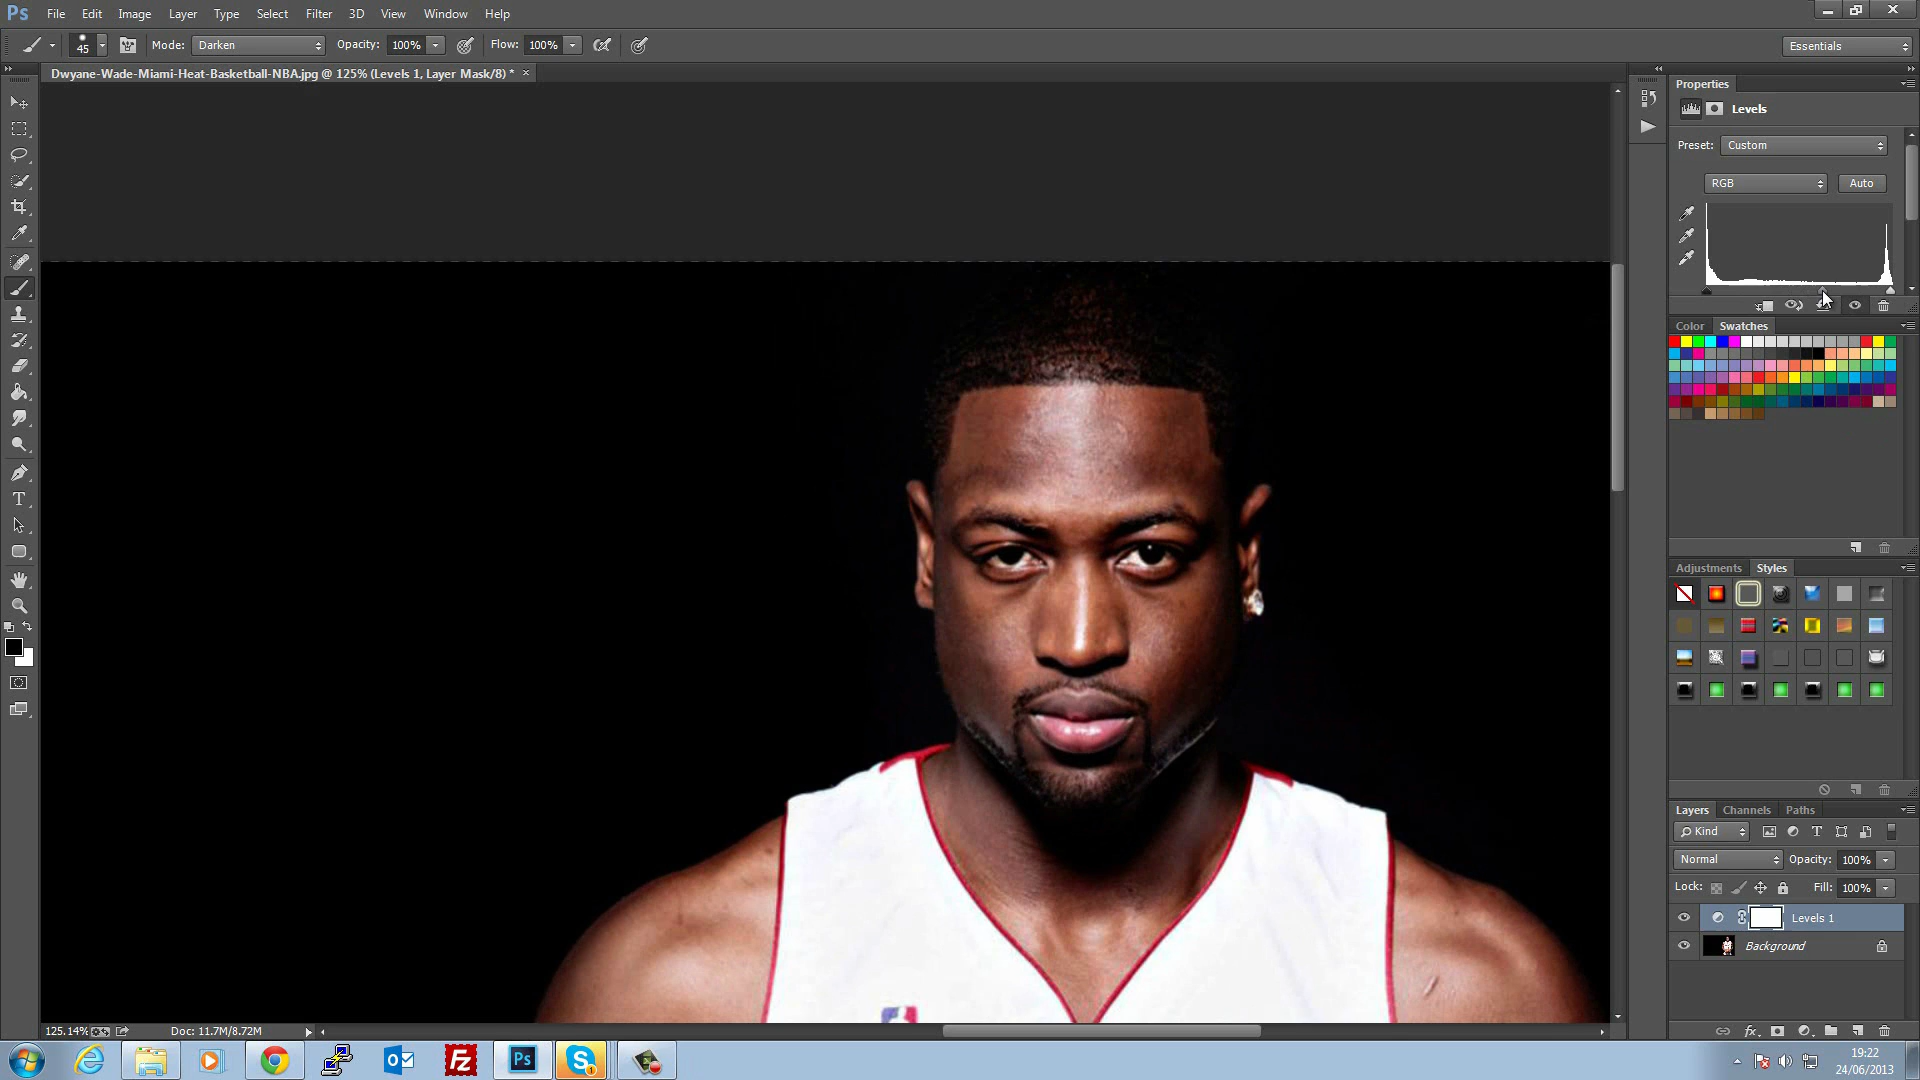 Ps File Edit Image Layer Type Select Filter 3D View Window Help
45 Mode: Darken Opacity: 100% Flow: 100% Essentials
Dwyane-Wade-Miami-Heat-Basketball-NBA.jpg @ 125% (Levels 1, Layer Mask/8) *
Properties
Levels
Preset: Custom
RGB Auto
Color Swatches
Adjustments Styles
Layers Channels Paths
Kind
Normal Opacity: 100%
Lock: Fill: 100%
Levels 1
Background
125.14% Doc: 11.7M/8.72M
Ps
19:22
24/06/2013